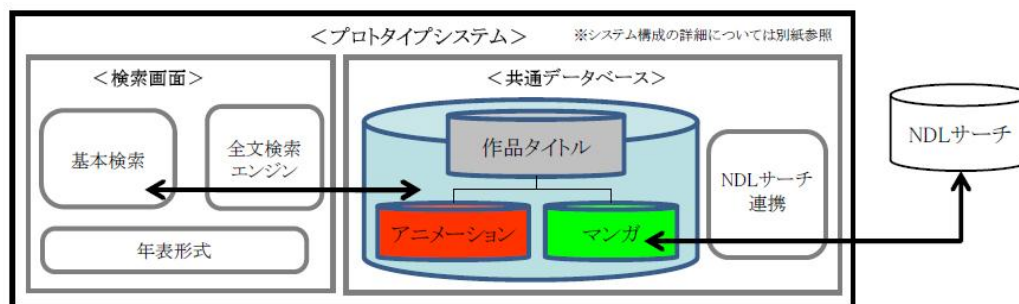 ＜プロトタイプシステム＞
※システム構成の詳細については別紙参照
＜検索画面＞
基本検索
全文検索
エンジン
年表形式
＜共通データベース＞
作品タイトル
アニメーション
マンガ
NDLサーチ
連携
NDLサーチ